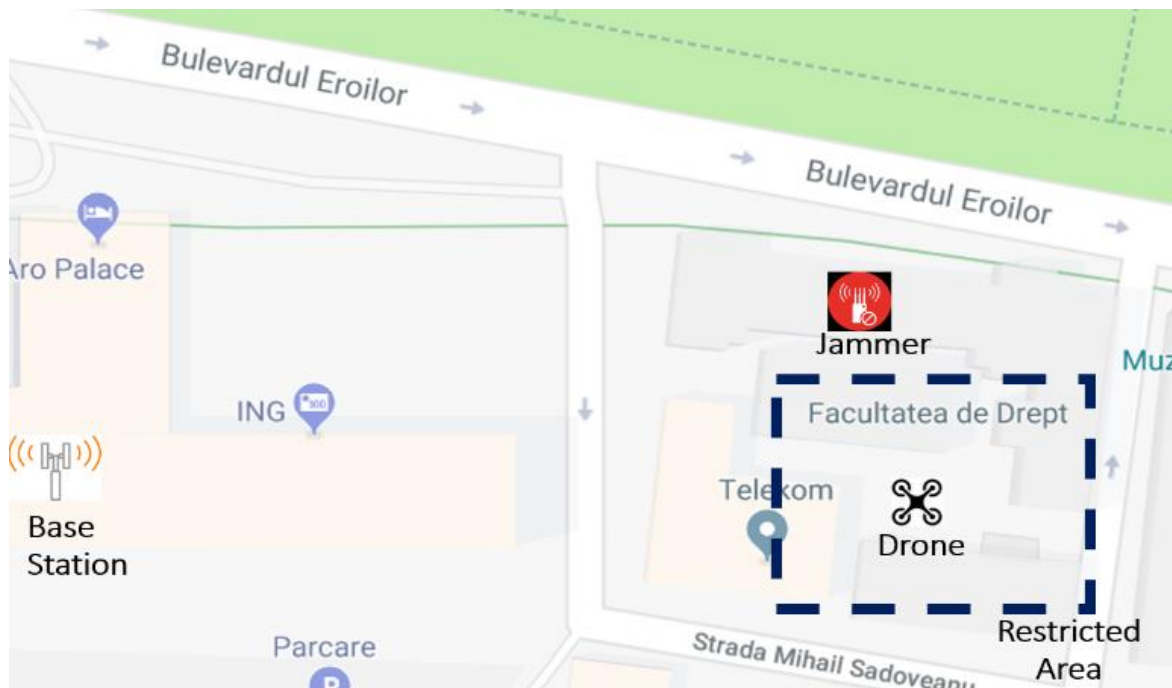 Bulevardul Eroilor
Bulevardul Eroilor
Aro Palace
Jammer
Muz
ING
Facultatea de Drept
Telekom
Base
Station
Drone
Restricted
Area
Parcare
Strada Mihail Sadoveanu
P